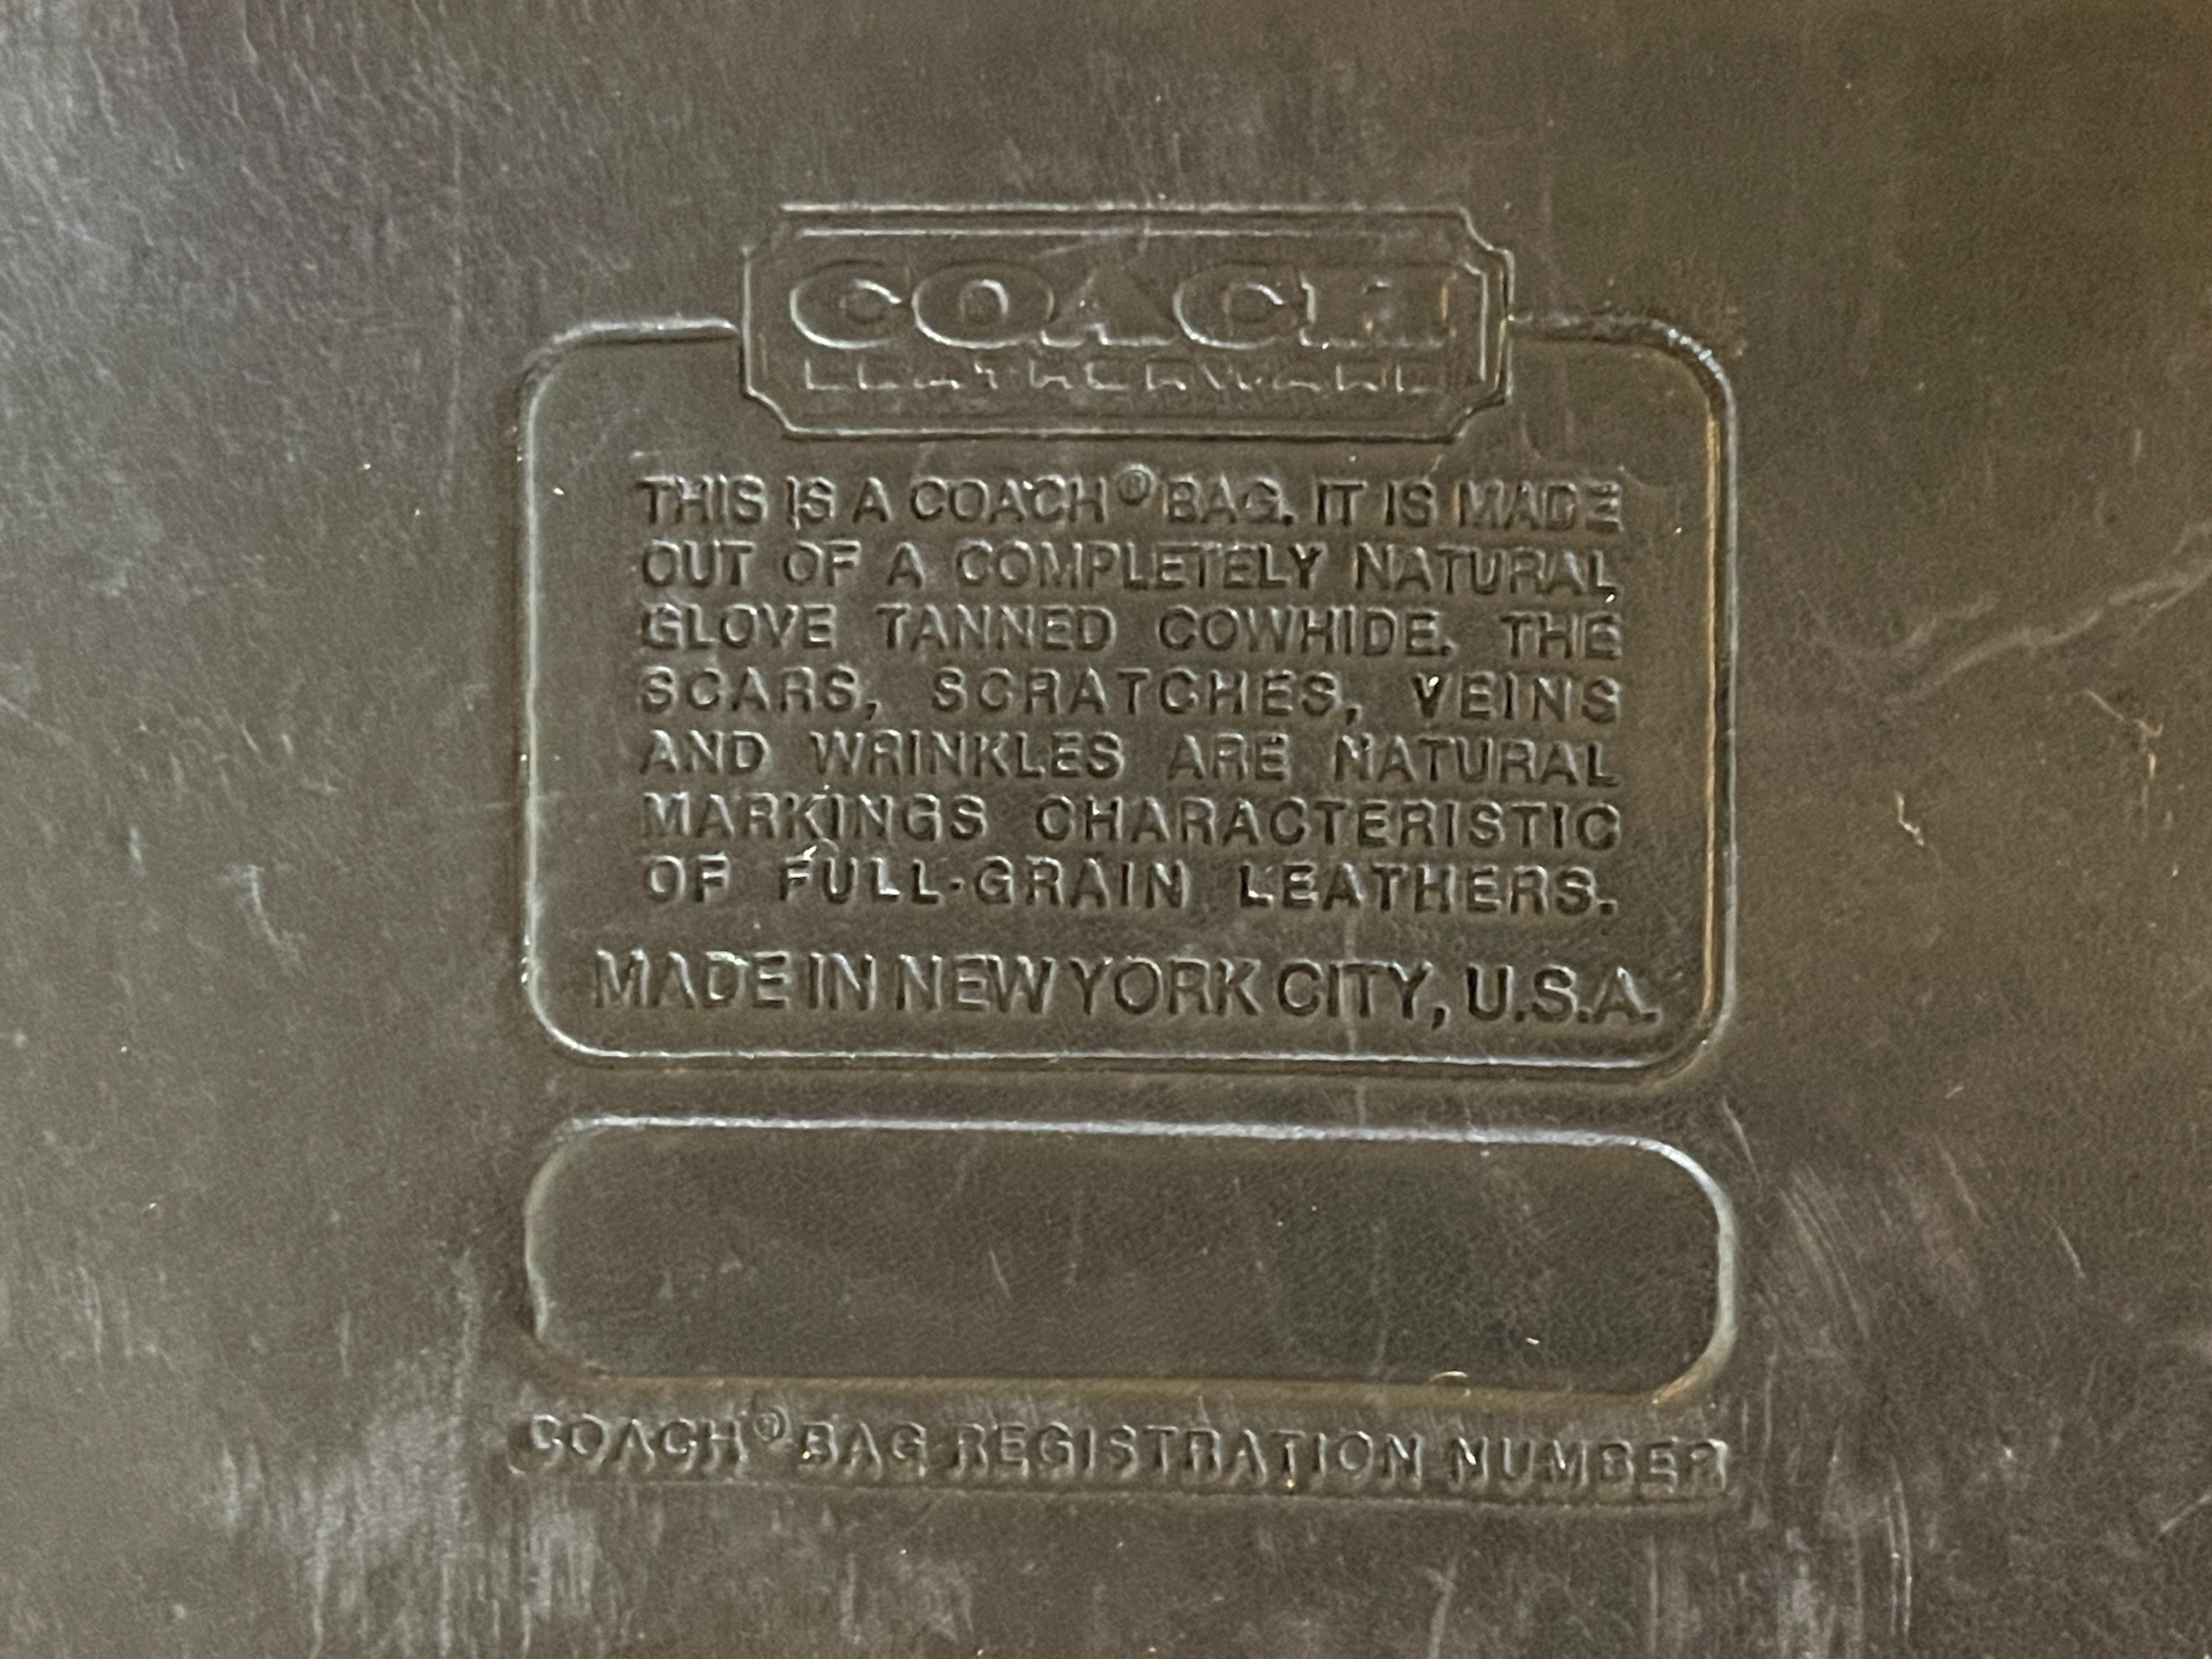 COACH
LEATHERWARE
THIS IS A COACH® BAG. IT IS MADE
OUT OF A COMPLETELY NATURAL
GLOVE TANNED COWHIDE. THE
SCARS, SCRATCHES, VEINS
AND WRINKLES ARE NATURAL
MARKINGS CHARACTERISTIC
OF FULL-GRAIN LEATHERS.
MADE IN NEW YORK CITY, U.S.A.
COACH® BAG REGISTRATION NUMBER